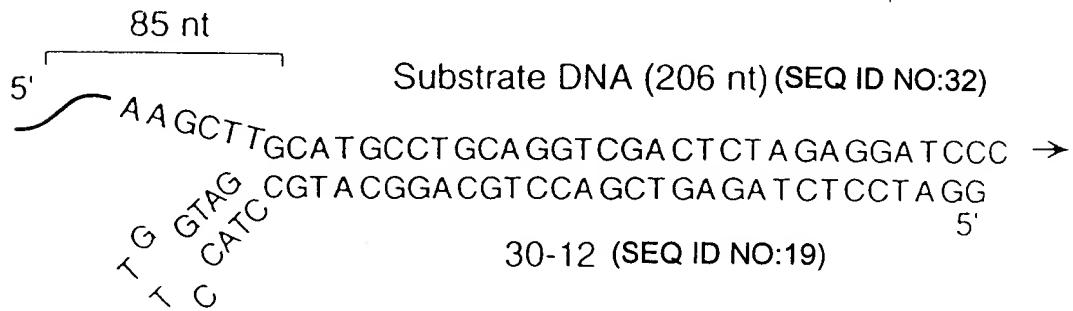 85 nt
5'
Substrate DNA (206 nt) (SEQ ID NO:32)
AAGCTTGCATGCCTGCAGGTCGACTCTAGAGGATCCC
CGTACGGACGTCCAGCTGAGATCTCCTAGG
GTAG
CATC
G
T
T
C
5'
30-12 (SEQ ID NO:19)